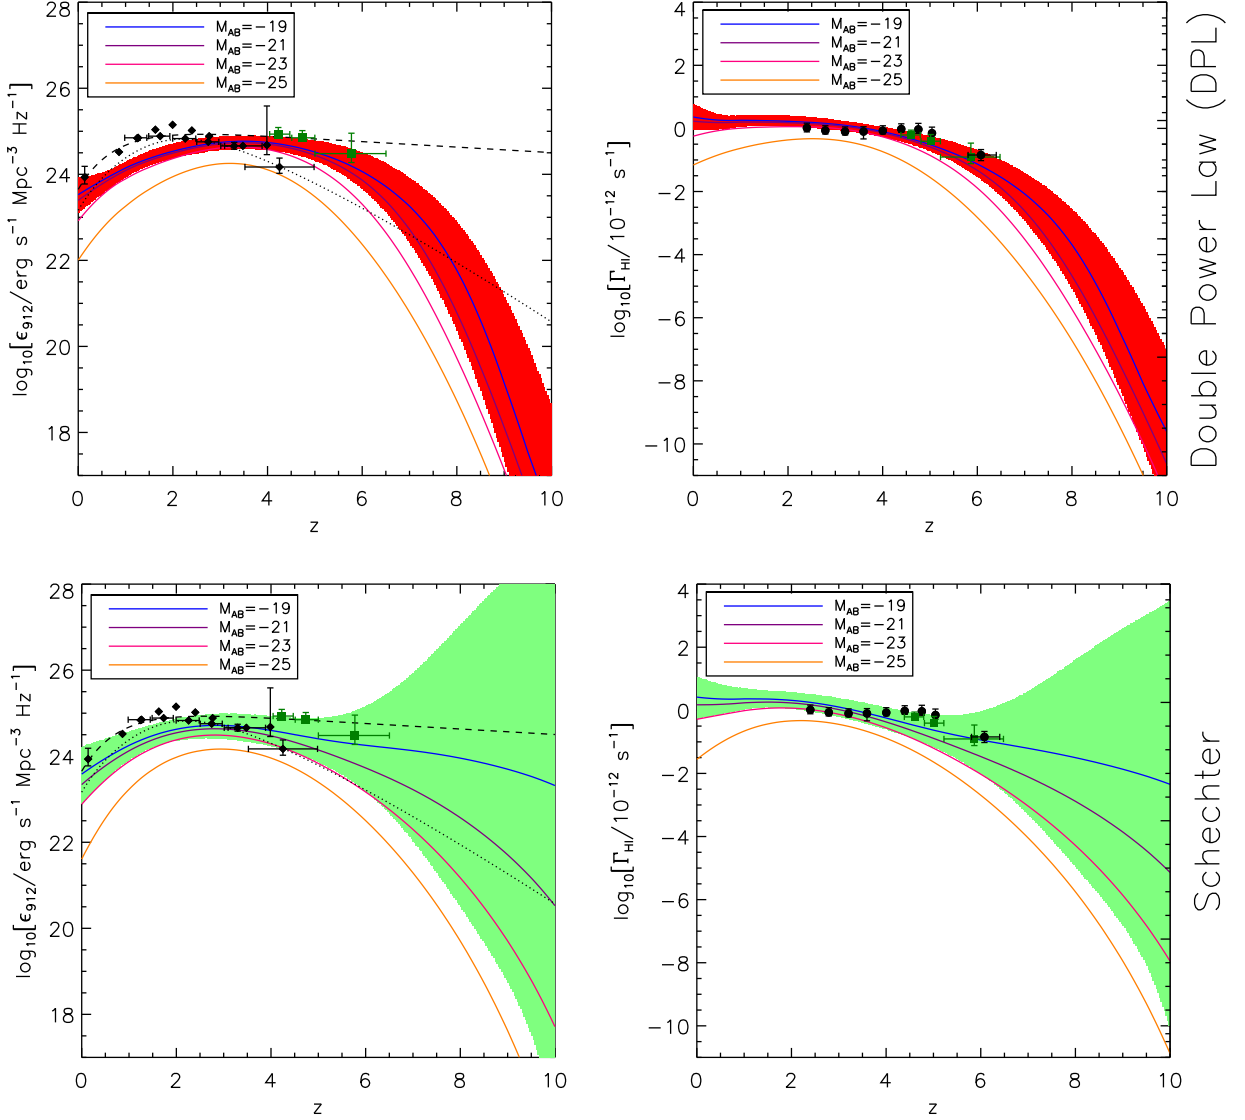 28
26
24
22
20
18
0 2 4 6 8 10
z
log₁₀[ϵ₉₁₂/erg s⁻¹ Mpc⁻³ Hz⁻¹]
M_AB=−19
M_AB=−21
M_AB=−23
M_AB=−25
4
2
0
−2
−4
−6
−8
−10
0 2 4 6 8 10
z
log₁₀[Γ_HI/10⁻¹² s⁻¹]
M_AB=−19
M_AB=−21
M_AB=−23
M_AB=−25
Double Power Law (DPL)
28
26
24
22
20
18
0 2 4 6 8 10
z
log₁₀[ϵ₉₁₂/erg s⁻¹ Mpc⁻³ Hz⁻¹]
M_AB=−19
M_AB=−21
M_AB=−23
M_AB=−25
4
2
0
−2
−4
−6
−8
−10
0 2 4 6 8 10
z
log₁₀[Γ_HI/10⁻¹² s⁻¹]
M_AB=−19
M_AB=−21
M_AB=−23
M_AB=−25
Schechter